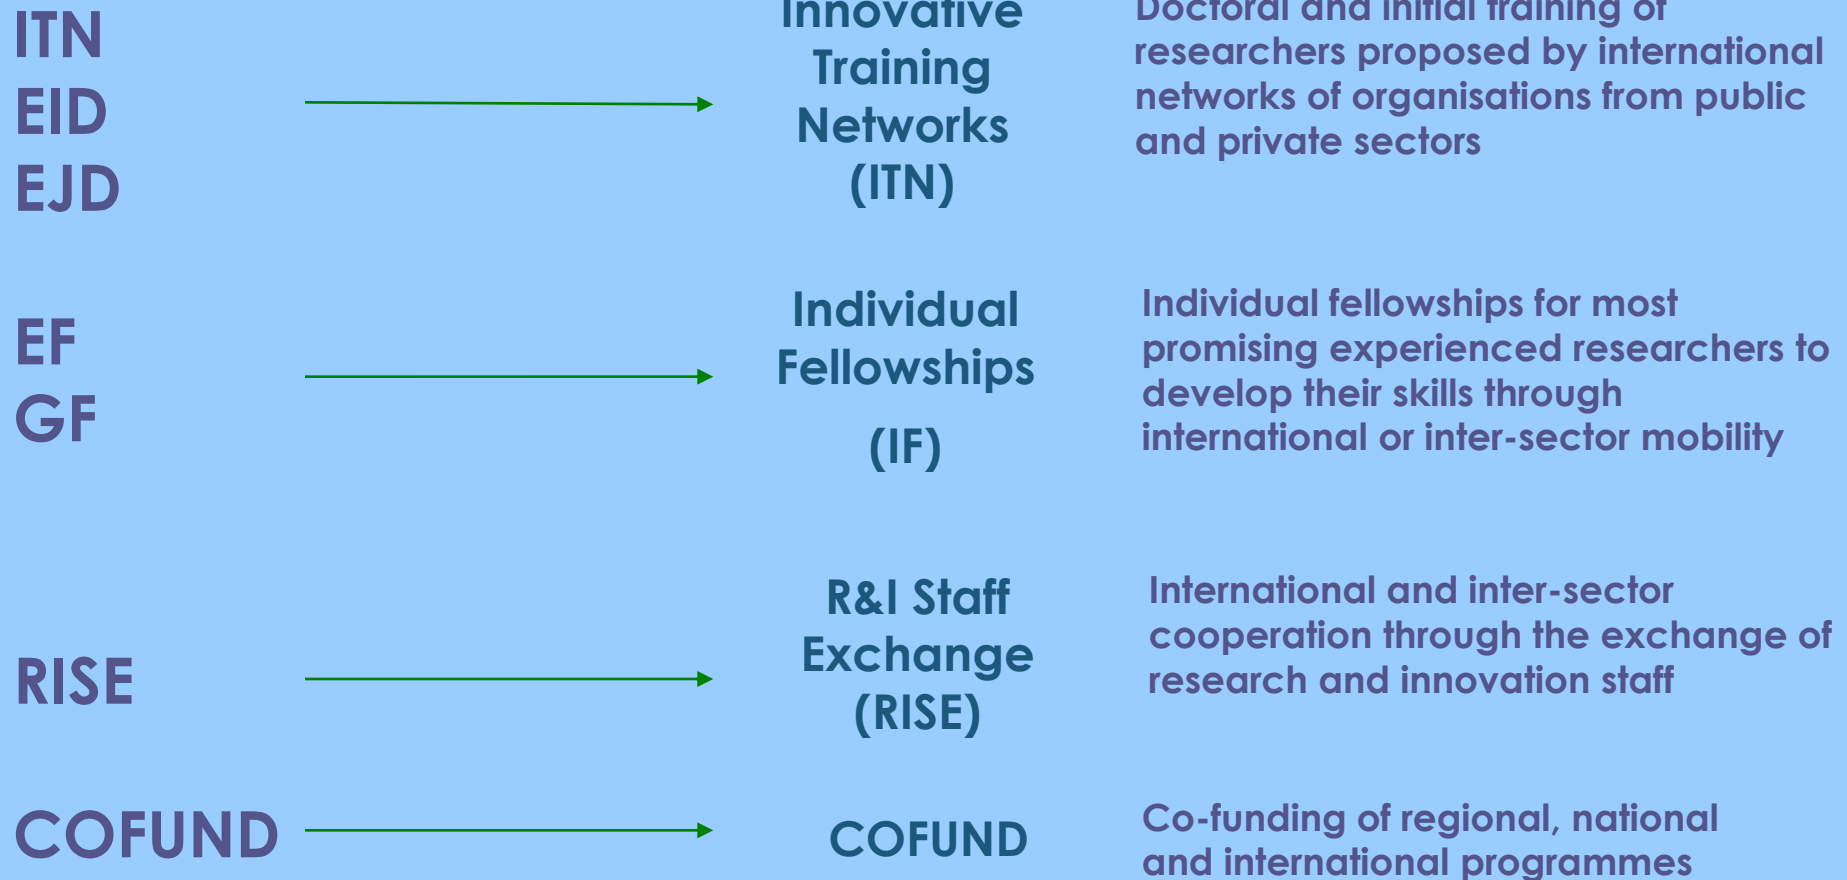 ITN
EID
EJD
Innovative
Training
Networks
(ITN)
Doctoral and initial training of
researchers proposed by international
networks of organisations from public
and private sectors
EF
GF
Individual
Fellowships
(IF)
Individual fellowships for most
promising experienced researchers to
develop their skills through
international or inter-sector mobility
RISE
R&I Staff
Exchange
(RISE)
International and inter-sector
cooperation through the exchange of
research and innovation staff
COFUND
COFUND
Co-funding of regional, national
and international programmes